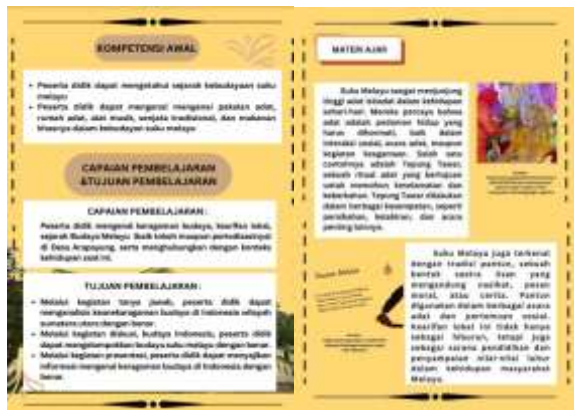 KOMPETENSI AWAL
• Peserta didik dapat mengetahui sejarah kebudayaan suku
melayu
• Peserta didik dapat mengenai mengenai pakaian adat,
rumah adat, alat musik, senjata tradisional, dan makanan
khasnya dalam kebudayaan suku melayu
CAPAIAN PEMBELAJARAN
&TUJUAN PEMBELAJARAN
CAPAIAN PEMBELAJARAN :
Peserta didik mengenali keragaman budaya, kearifan lokal,
sejarah Budaya Melayu (baik tokoh maupun periodisasinya)
di Desa serta menghubungkan dengan konteks
kehidupan saat ini.
TUJUAN PEMBELAJARAN :
• Melalui kegiatan tanya jawab, peserta didik dapat
menganalisis keanekaragaman budaya di Indonesia wilayah
sumatera utara dengan benar.
• Melalui kegiatan diskusi, budaya Indonesia, peserta didik
dapat mengelompokkan budaya suku melayu dengan benar.
• Melalui kegiatan presentasi, peserta didik dapat menyajikan
informasi mengenai keragaman budaya di Indonesia dengan
benar.
MATERI AJAR
Suku Melayu sangat menjunjung
tinggi adat istiadat dalam kehidupan
sehari-hari. Mereka percaya bahwa
adat adalah pedoman hidup yang
harus dihormati, baik dalam
interaksi sosial, acara adat, maupun
kegiatan keagamaan. Salah satu
contohnya adalah Tepung Tawar,
sebuah ritual adat yang bertujuan
untuk memohon keselamatan dan
keberkahan. Tepung Tawar dilakukan
dalam berbagai kesempatan, seperti
pernikahan, kelahiran, dan acara
penting lainnya.
Suku Melayu juga terkenal
dengan tradisi pantun, sebuah
bentuk sastra lisan yang
mengandung nasihat, pesan
moral, atau cerita. Pantun
digunakan dalam berbagai acara
adat dan pertemuan sosial.
Kearifan lokal ini tidak hanya
sebagai hiburan, tetapi juga
sebagai sarana pendidikan dan
penyampaian nilai-nilai luhur
dalam kehidupan masyarakat
Melayu.